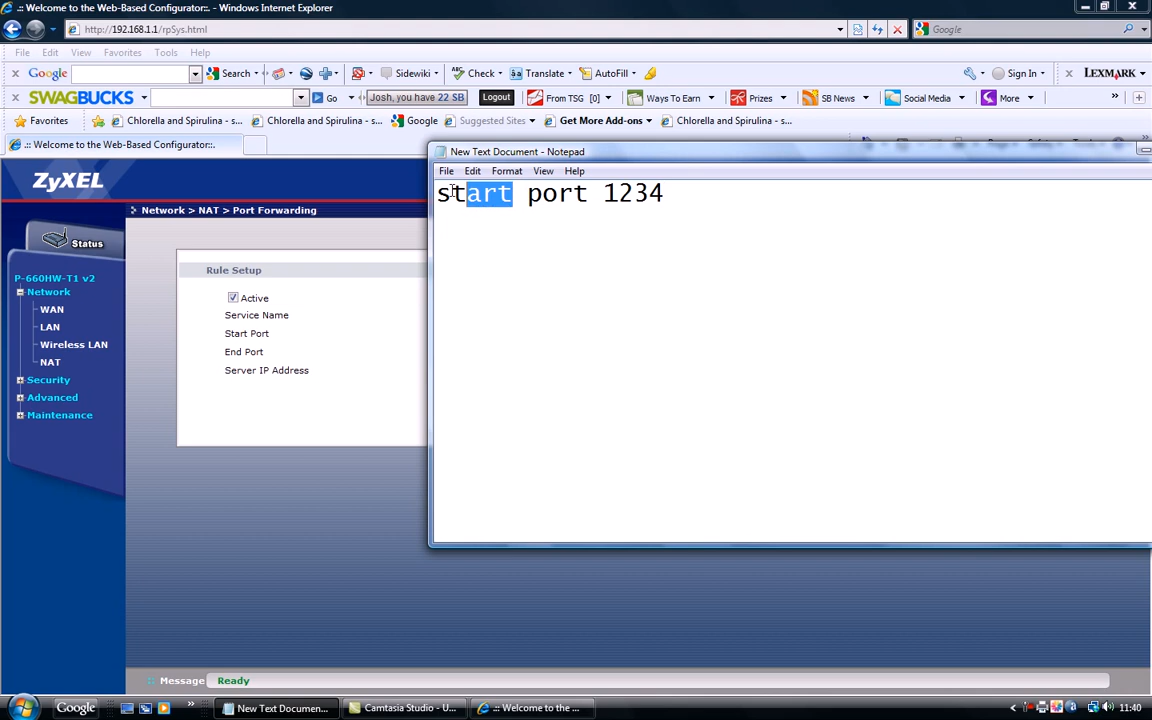 .:: Welcome to the Web-Based Configurator::. - Windows Internet Explorer
http://192.168.1.1/rpSys.html
Google
File Edit View Favorites Tools Help
x Google Search Sidewiki Check Translate AutoFill Sign In x LEXMARK
x SWAGBUCKS Go Josh, you have 22 SB Logout From TSG [0] Ways To Earn Prizes SB News Social Media More »
Favorites Chlorella and Spirulina - s... Chlorella and Spirulina - s... Google Suggested Sites Get More Add-ons Chlorella and Spirulina - s...
.:: Welcome to the Web-Based Configurator::.
New Text Document - Notepad
File Edit Format View Help
start port 1234
ZyXEL
Network > NAT > Port Forwarding
Status
P-660HW-T1 v2
Network
WAN
LAN
Wireless LAN
NAT
Security
Advanced
Maintenance
Rule Setup
Active
Service Name
Start Port
End Port
Server IP Address
Message Ready
Google » New Text Documen... Camtasia Studio - U... .:: Welcome to the ... 11:40